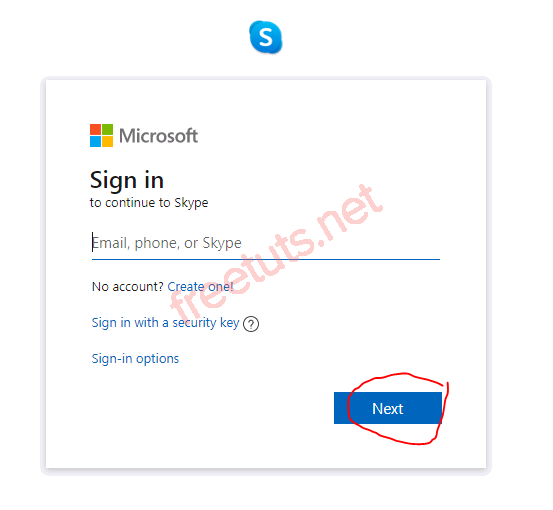 S
Microsoft
Sign in
to continue to Skype
Email, phone, or Skype
No account? Create one!
Sign in with a security key ?
Sign-in options
Next
freetuts.net